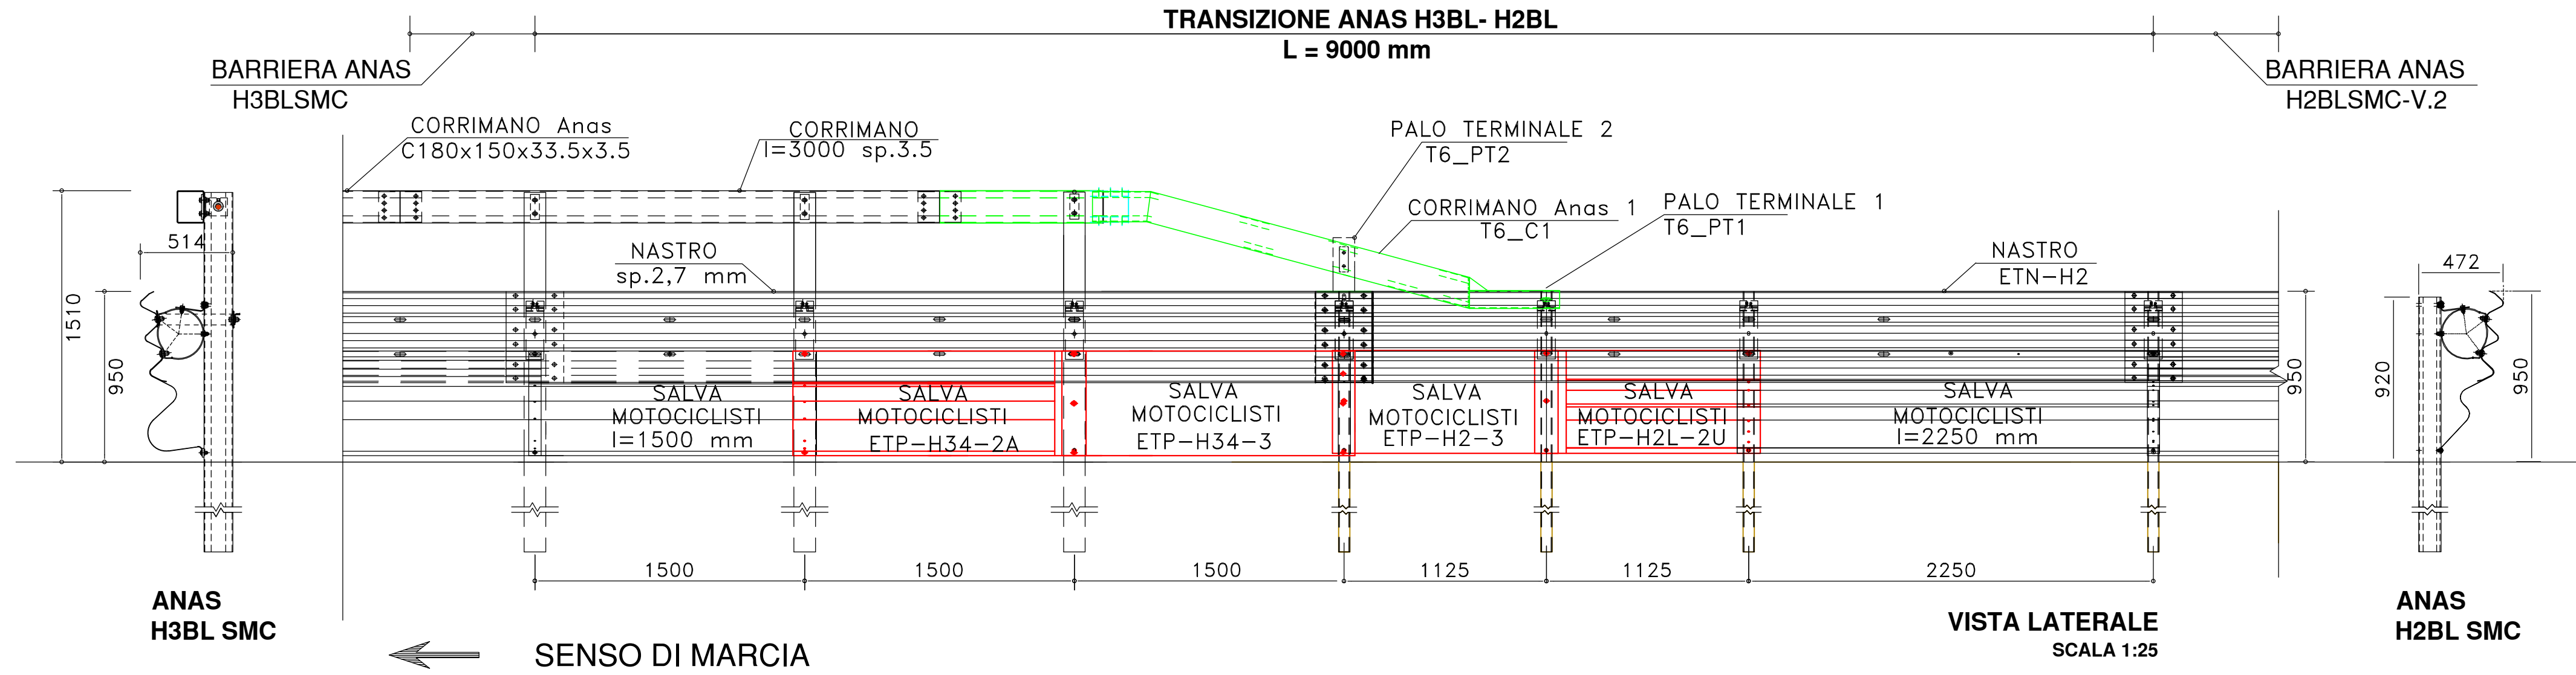 TRANSIZIONE ANAS H3BL- H2BL
L = 9000 mm
BARRIERA ANAS
H3BLSMC
BARRIERA ANAS
H2BLSMC-V.2
CORRIMANO Anas
C180x150x33.5x3.5
CORRIMANO
l=3000 sp.3.5
PALO TERMINALE 2
T6_PT2
CORRIMANO Anas 1
T6_C1
PALO TERMINALE 1
T6_PT1
NASTRO
sp.2,7 mm
NASTRO
ETN-H2
514
1510
950
472
950
920
950
SALVA
MOTOCICLISTI
l=1500 mm
SALVA
MOTOCICLISTI
ETP-H34-2A
SALVA
MOTOCICLISTI
ETP-H34-3
SALVA
MOTOCICLISTI
ETP-H2-3
SALVA
MOTOCICLISTI
ETP-H2L-2U
SALVA
MOTOCICLISTI
l=2250 mm
1500
1500
1500
1125
1125
2250
ANAS
H3BL SMC
SENSO DI MARCIA
VISTA LATERALE
SCALA 1:25
ANAS
H2BL SMC